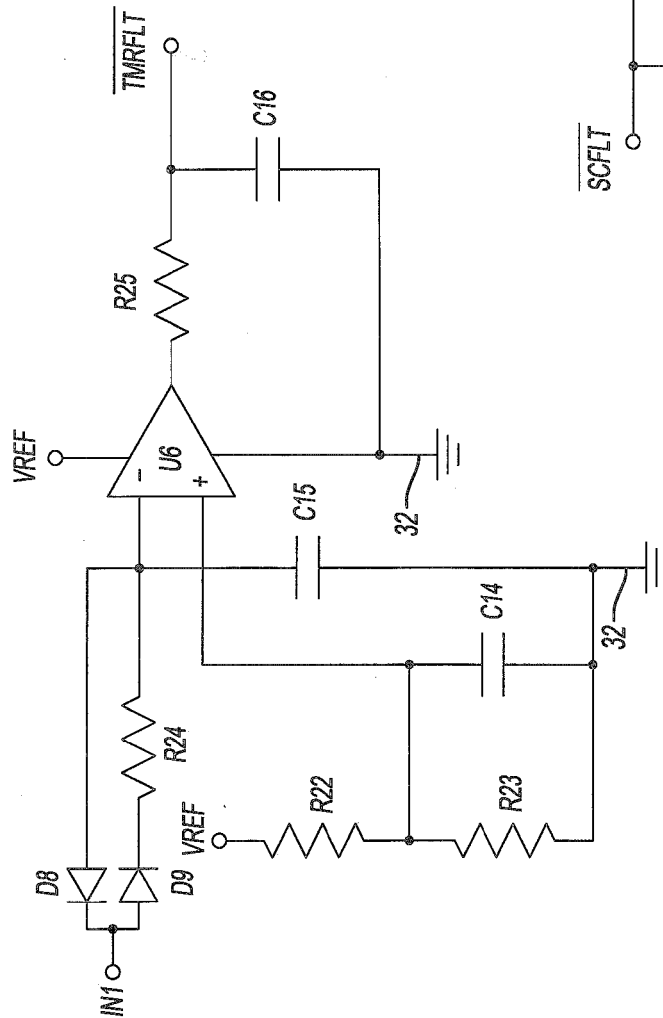 VREF
TMRFLT
R25
C16
U6
−
+
32
D8
R24
C15
IN1
D9
VREF
R22
C14
R23
32
SCFLT